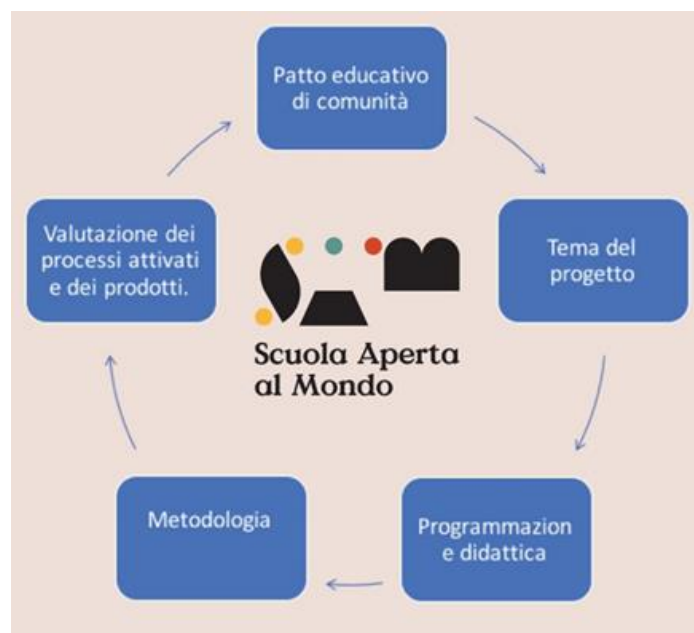 Patto educativo
di comunità
Tema del
progetto
Programmazion
e didattica
Metodologia
Valutazione dei
processi attivati
e dei prodotti.
Scuola Aperta
al Mondo